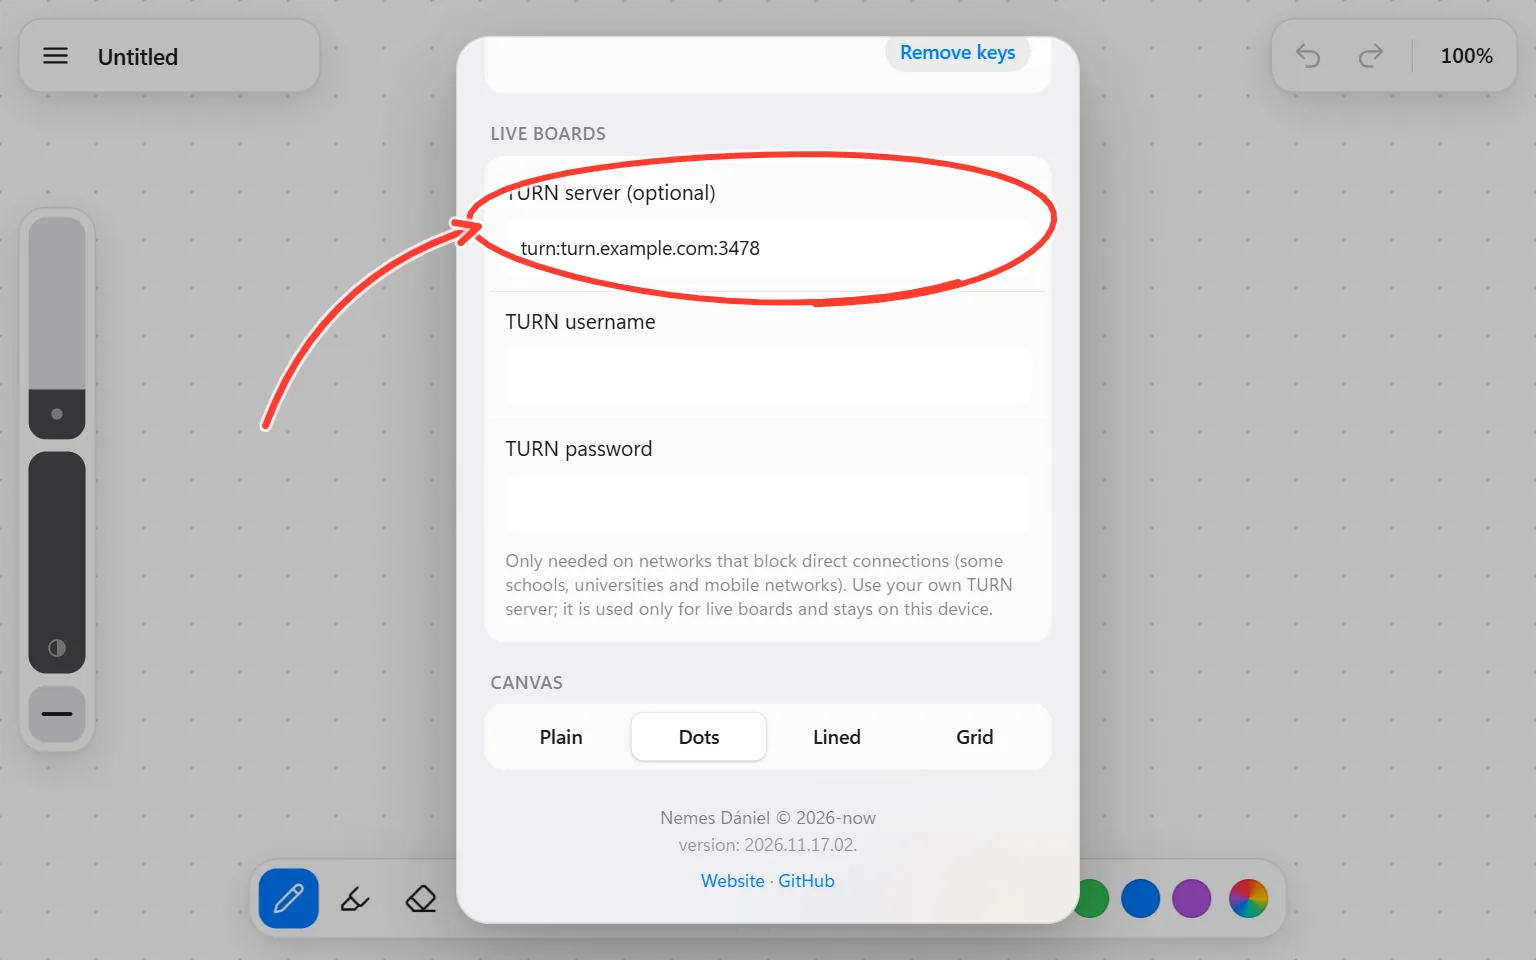 Untitled
100%
Remove keys
LIVE BOARDS
TURN server (optional)
turn:turn.example.com:3478
TURN username
TURN password
Only needed on networks that block direct connections (some
schools, universities and mobile networks). Use your own TURN
server; it is used only for live boards and stays on this device.
CANVAS
Plain
Dots
Lined
Grid
Nemes Dániel © 2026-now
version: 2026.11.17.02.
Website · GitHub